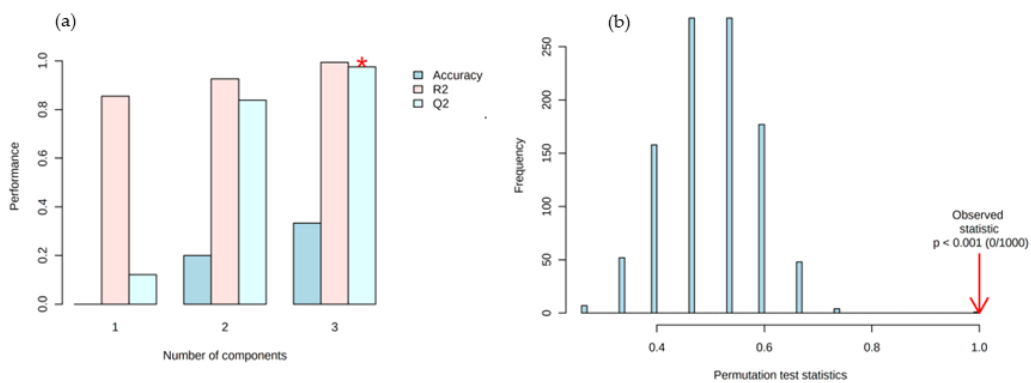 (a)
Performance
0.0
0.2
0.4
0.6
0.8
1.0
*
Accuracy
R2
Q2
1
2
3
Number of components
(b)
Frequency
0
50
100
150
200
250
Observed
statistic
p < 0.001 (0/1000)
0.4
0.6
0.8
1.0
Permutation test statistics